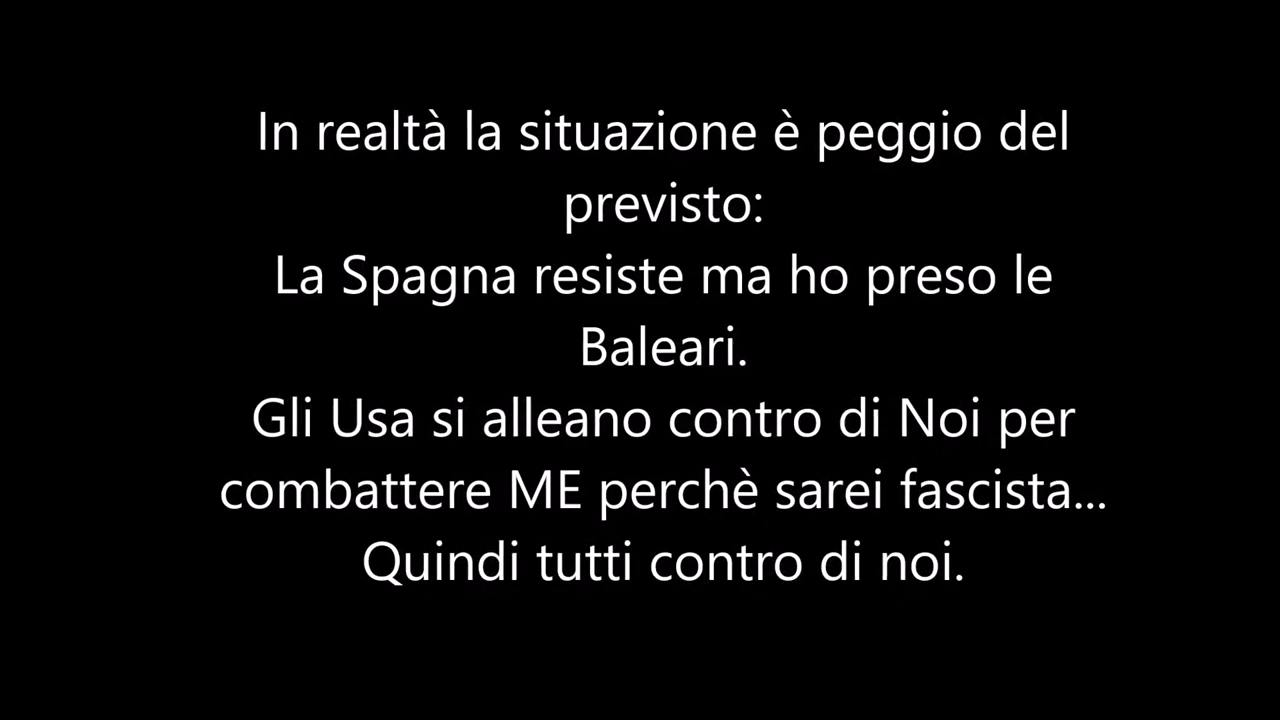 In realtà la situazione è peggio del
previsto:
La Spagna resiste ma ho preso le
Baleari.
Gli Usa si alleano contro di Noi per
combattere ME perchè sarei fascista...
Quindi tutti contro di noi.